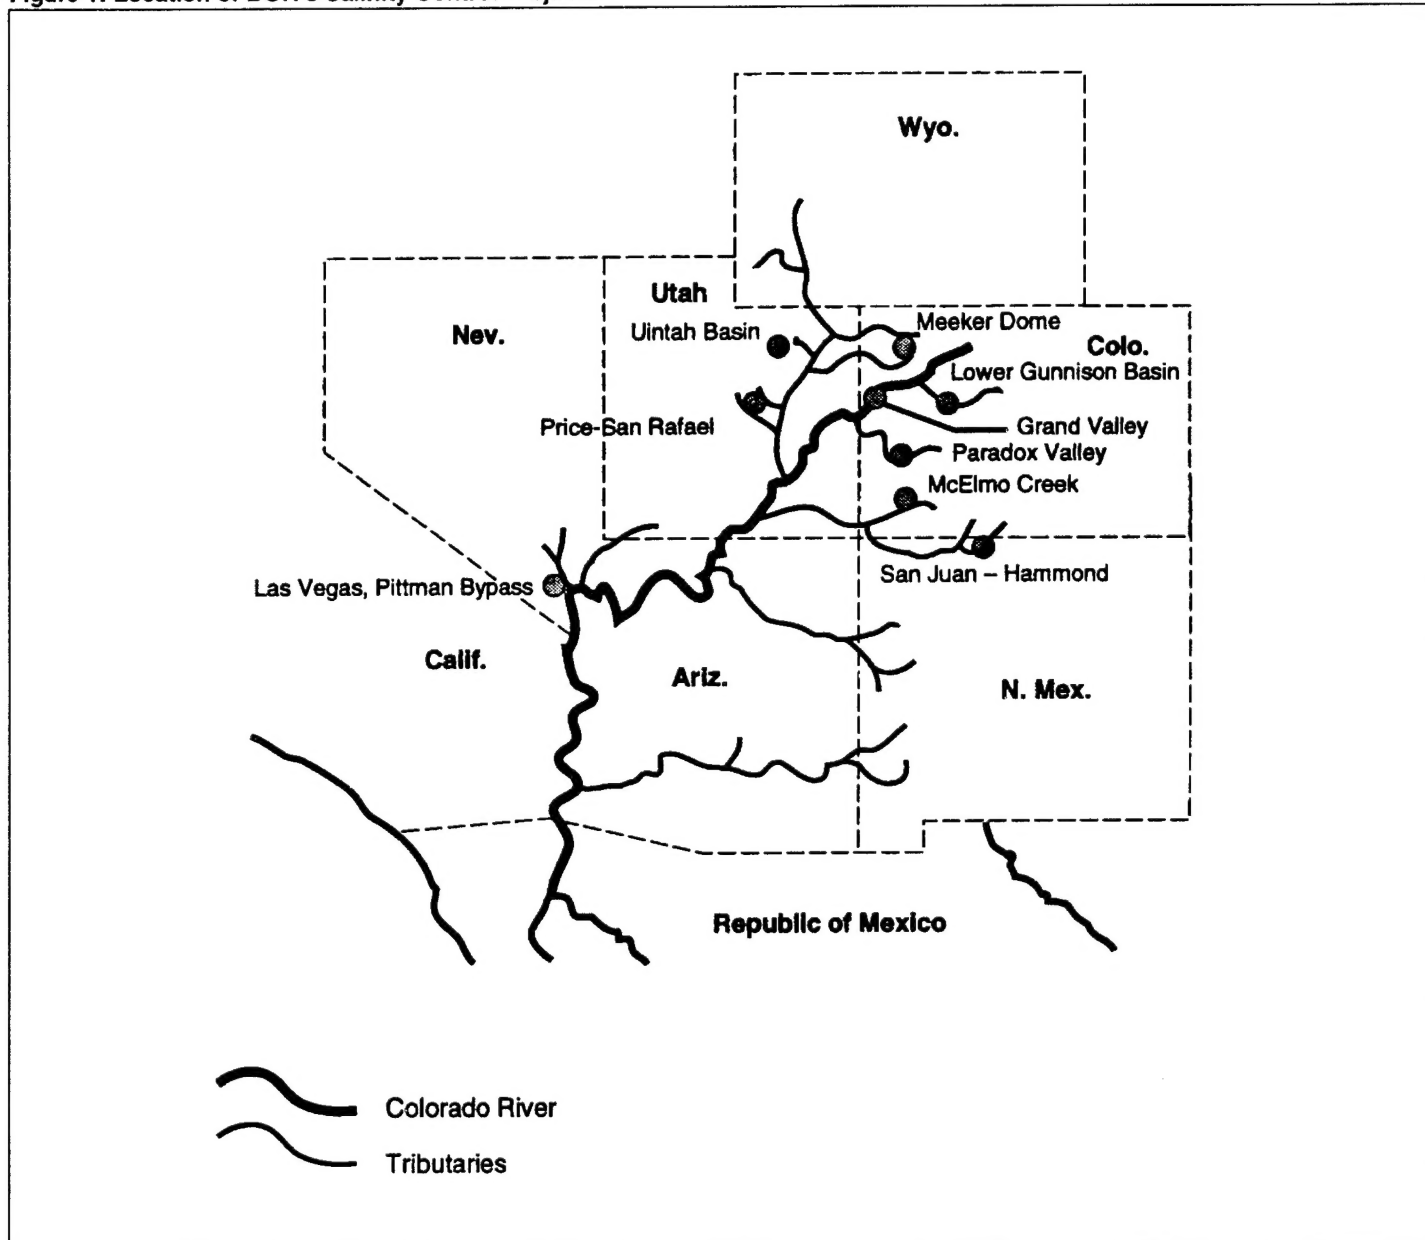 Wyo.
Utah
Nev.
Uintah Basin
Meeker Dome
Colo.
Lower Gunnison Basin
Price-San Rafael
Grand Valley
Paradox Valley
McElmo Creek
San Juan – Hammond
Las Vegas, Pittman Bypass
Calif.
Ariz.
N. Mex.
Republic of Mexico
Colorado River
Tributaries